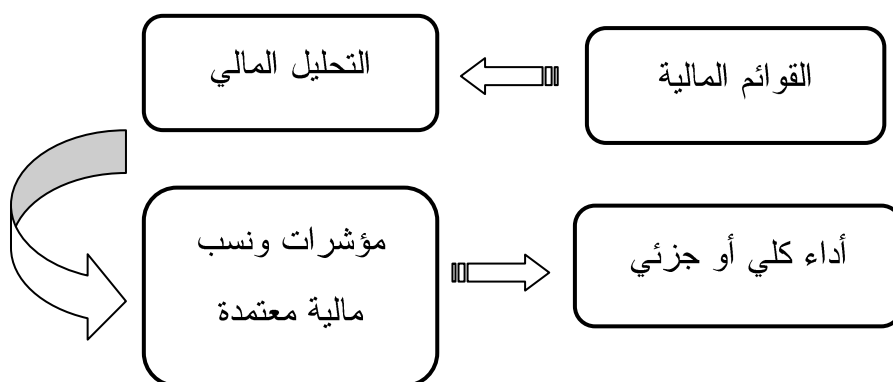 القوائم المالية
التحليل المالي
مؤشرات ونسب
مالية معتمدة
أداء كلي أو جزئي